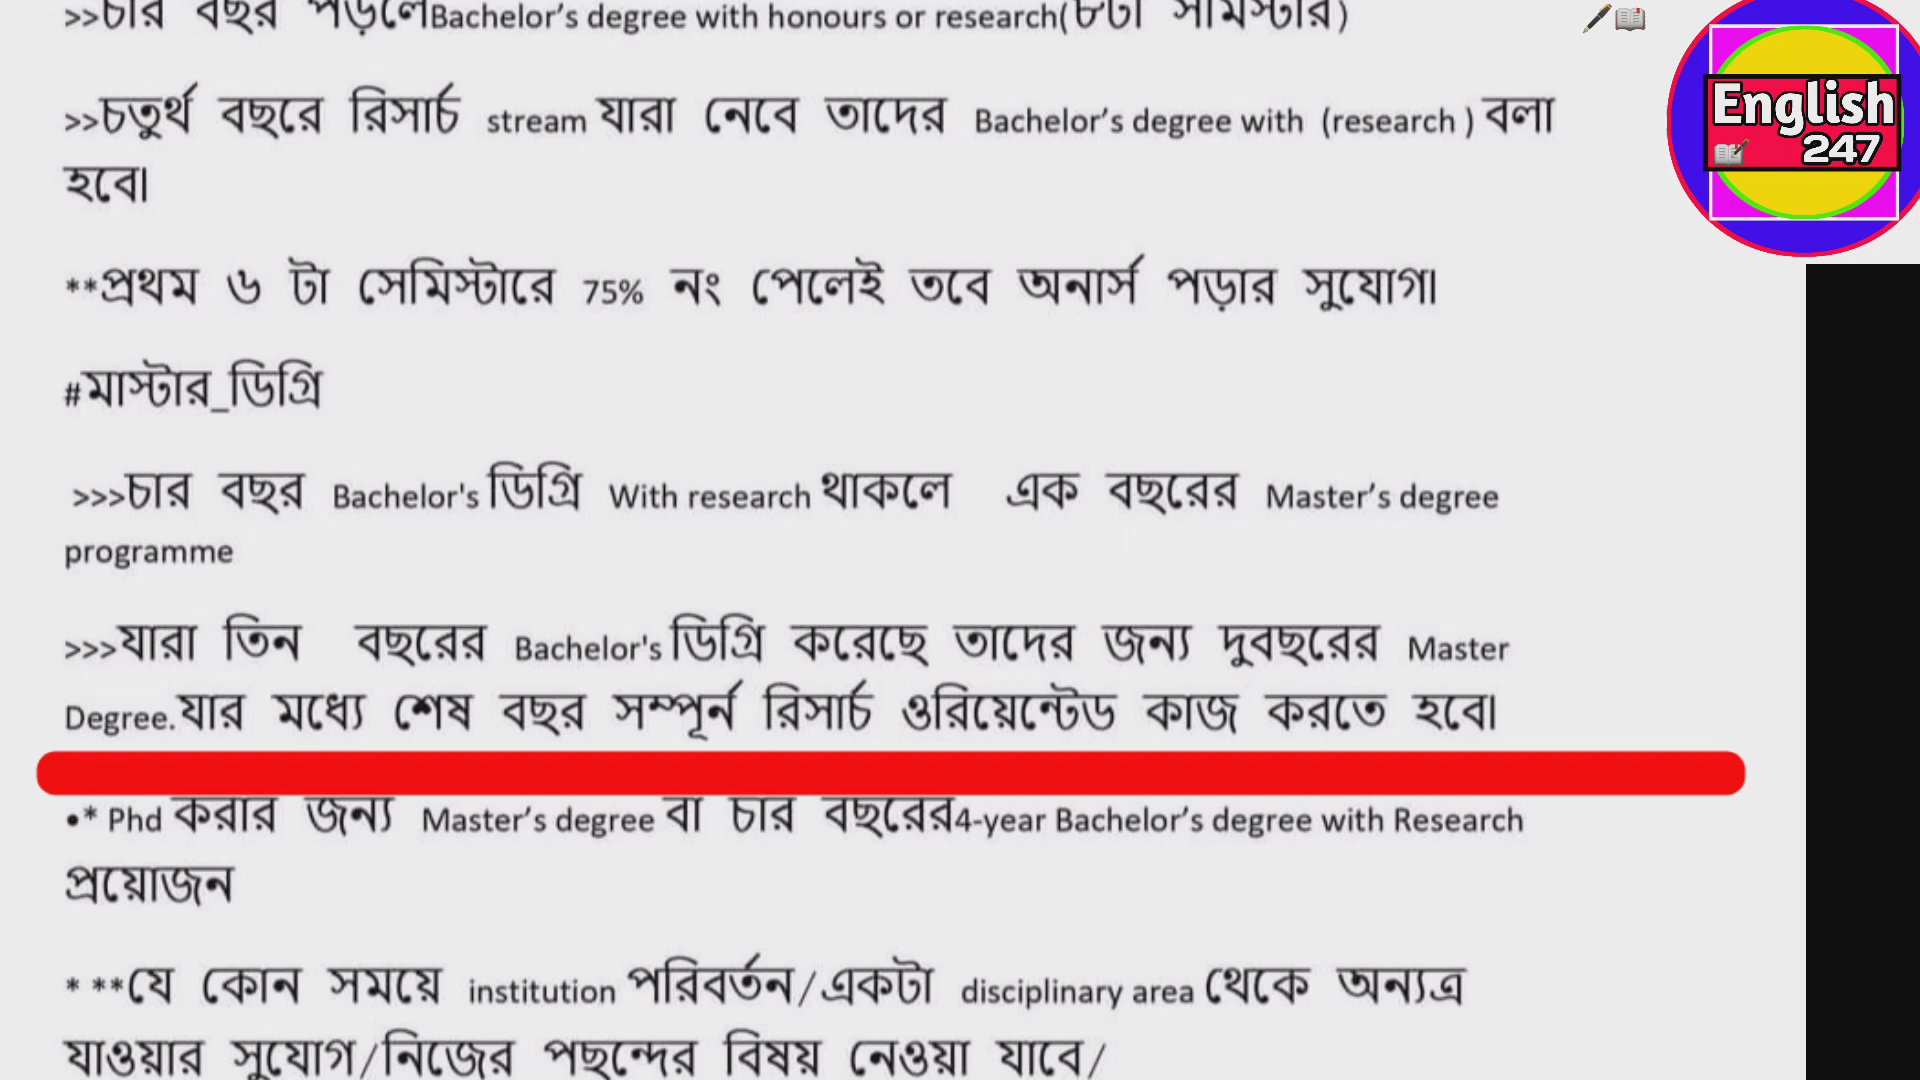 >>চার বছর পড়লেBachelor’s degree with honours or research(৮টা সামিস্টার)
>>চতুর্থ বছরে রিসার্চ stream যারা নেবে তাদের Bachelor’s degree with (research ) বলা
হবে।
**প্রথম ৬ টা সেমিস্টারে 75% নং পেলেই তবে অনার্স পড়ার সুযোগ।
#মাস্টার_ডিগ্রি
>>>চার বছর Bachelor's ডিগ্রি With research থাকলে এক বছরের Master’s degree
programme
>>>যারা তিন বছরের Bachelor's ডিগ্রি করেছে তাদের জন্য দুবছরের Master
Degree.যার মধ্যে শেষ বছর সম্পূর্ন রিসার্চ ওরিয়েন্টেড কাজ করতে হবে।
•* Phd করার জন্য Master’s degree বা চার বছরের4-year Bachelor’s degree with Research
প্রয়োজন
* **যে কোন সময়ে institution পরিবর্তন/একটা disciplinary area থেকে অন্যত্র
যাওয়ার সুযোগ/নিজের পছন্দের বিষয় নেওয়া যাবে/
English
247